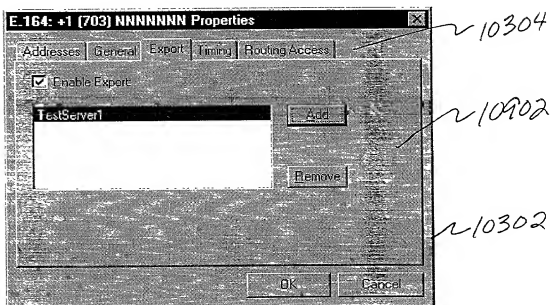 E.164: +1 (703) NNNNNNN Properties
10304
Addresses General Export Timing Routing Access
Enable Export
TestServer1
Add
10902
Remove
10302
OK Cancel